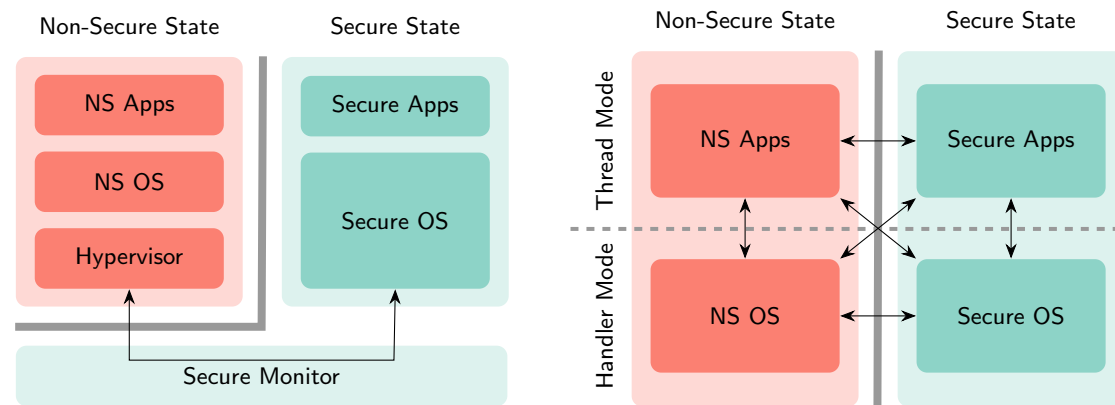 Non-Secure State
Secure State
NS Apps
Secure Apps
NS OS
Secure OS
Hypervisor
Secure Monitor
Non-Secure State
Secure State
Thread Mode
NS Apps
Secure Apps
Handler Mode
NS OS
Secure OS